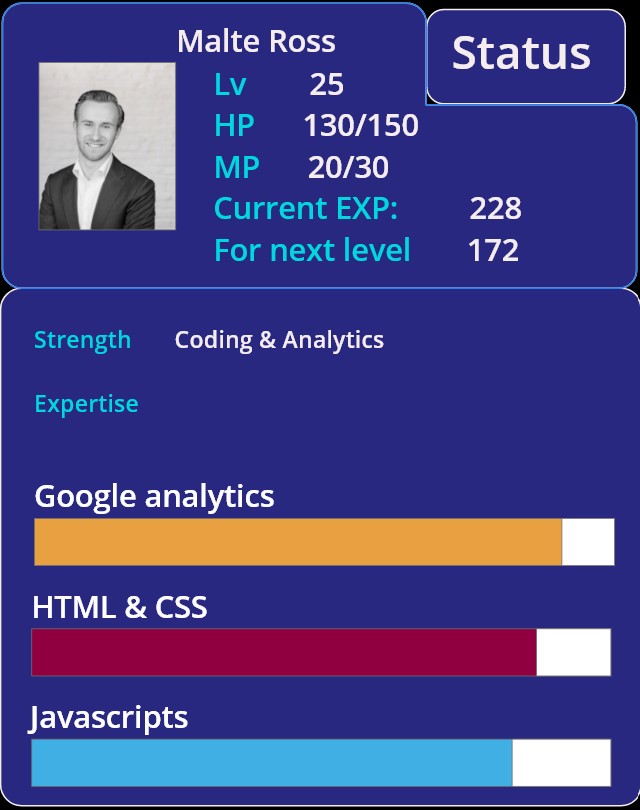 Malte Ross
Status
Lv 25
HP 130/150
MP 20/30
Current EXP: 228
For next level 172
Strength Coding & Analytics
Expertise
Google analytics
HTML & CSS
Javascripts